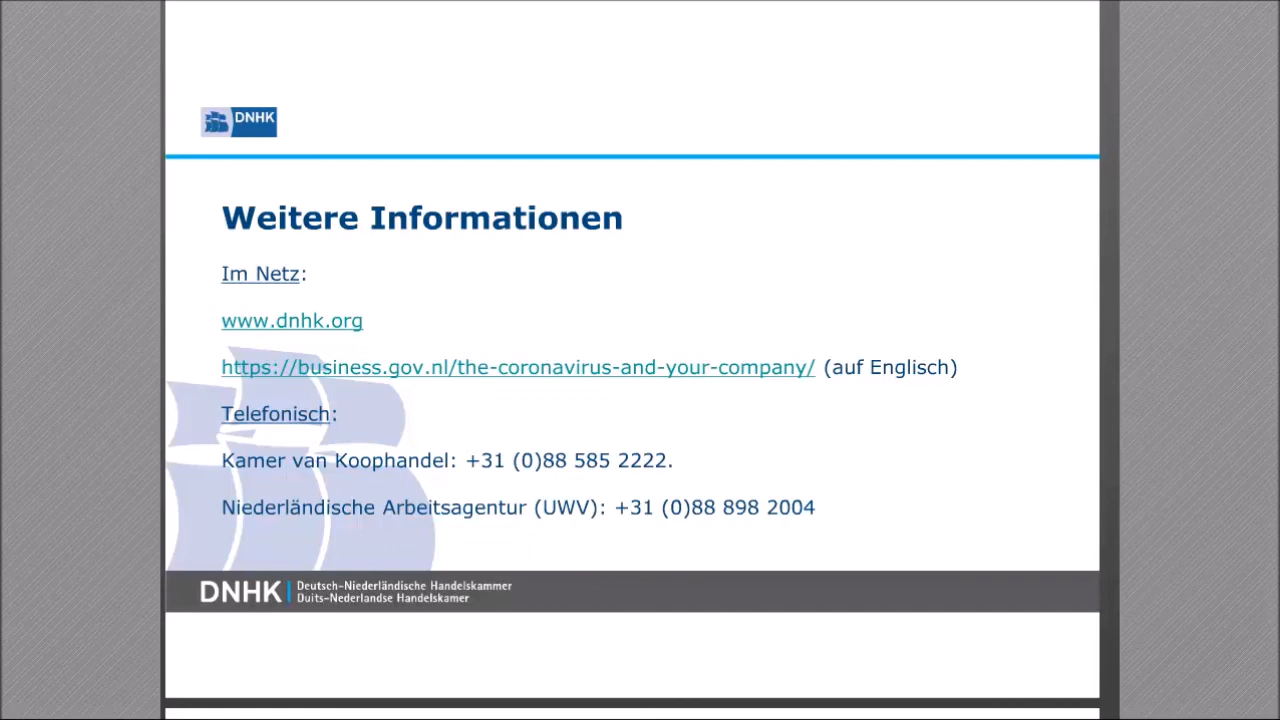 DNHK
Weitere Informationen
Im Netz:
www.dnhk.org
https://business.gov.nl/the-coronavirus-and-your-company/ (auf Englisch)
Telefonisch:
Kamer van Koophandel: +31 (0)88 585 2222.
Niederländische Arbeitsagentur (UWV): +31 (0)88 898 2004
DNHK
Deutsch-Niederländische Handelskammer
Duits-Nederlandse Handelskamer